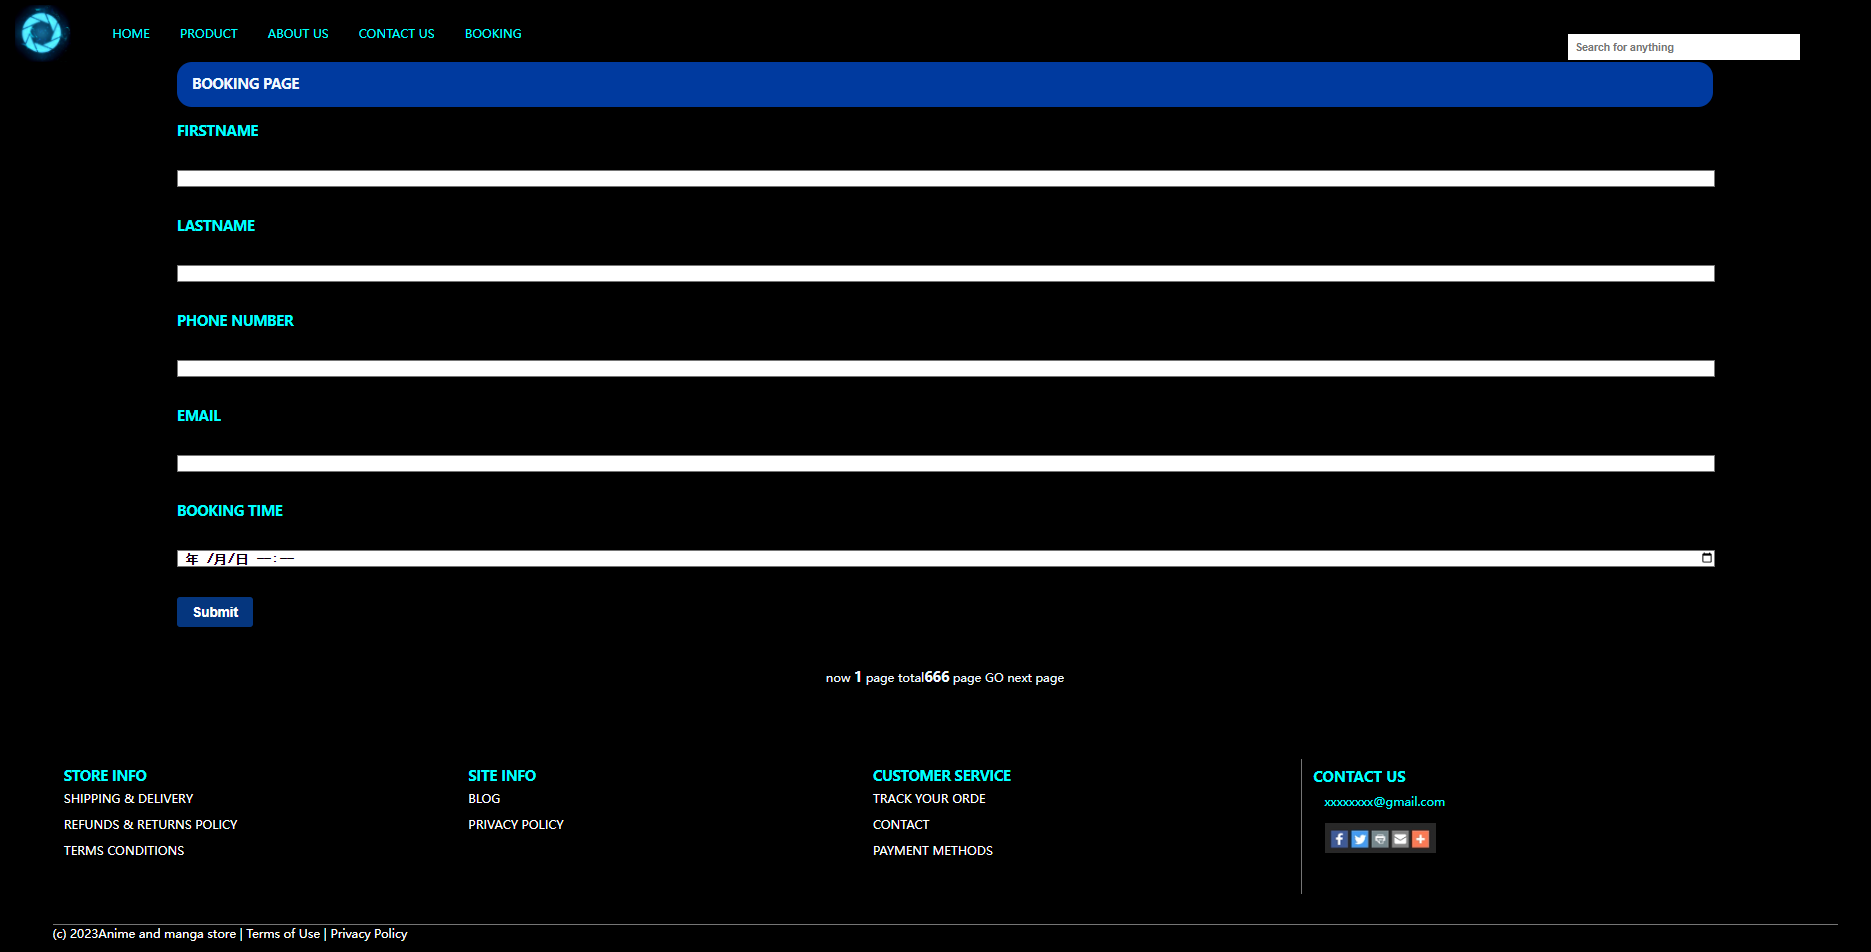 HOME PRODUCT ABOUT US CONTACT US BOOKING
Search for anything
BOOKING PAGE
FIRSTNAME
LASTNAME
PHONE NUMBER
EMAIL
BOOKING TIME
年 /月/日 --:--
Submit
now 1 page total666 page GO next page
STORE INFO
SHIPPING & DELIVERY
REFUNDS & RETURNS POLICY
TERMS CONDITIONS
SITE INFO
BLOG
PRIVACY POLICY
CUSTOMER SERVICE
TRACK YOUR ORDE
CONTACT
PAYMENT METHODS
CONTACT US
xxxxxxxx@gmail.com
(c) 2023Anime and manga store | Terms of Use | Privacy Policy